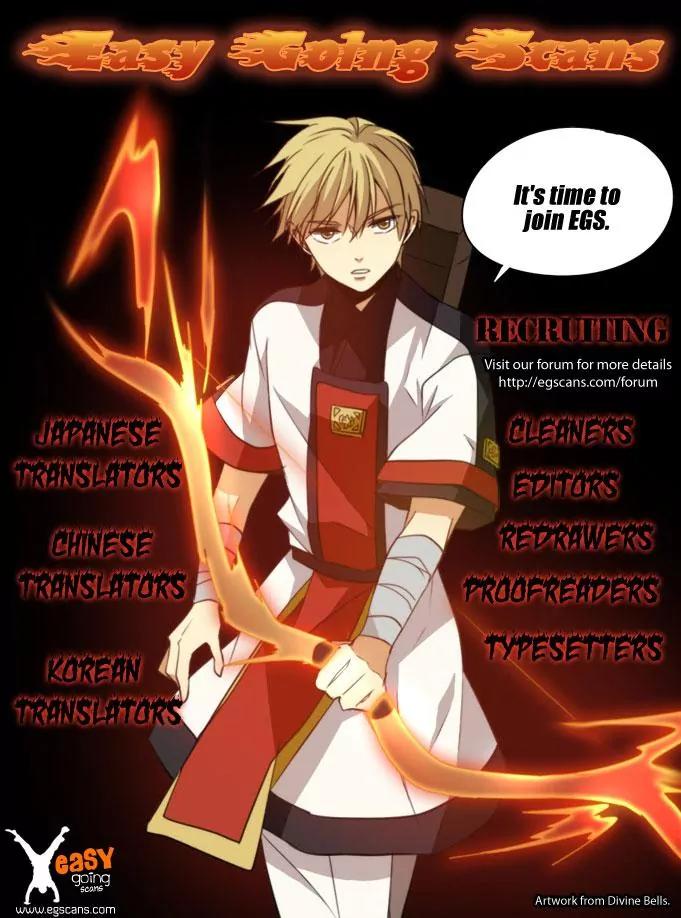 Easy Going Scans
It's time to
join EGS.
RECRUITING
Visit our forum for more details
http://egscans.com/forum
JAPANESE
TRANSLATORS
CHINESE
TRANSLATORS
KOREAN
TRANSLATORS
CLEANERS
EDITORS
REDRAWERS
PROOFREADERS
TYPESETTERS
easy
going
scans
www.egscans.com
Artwork from Divine Bells.